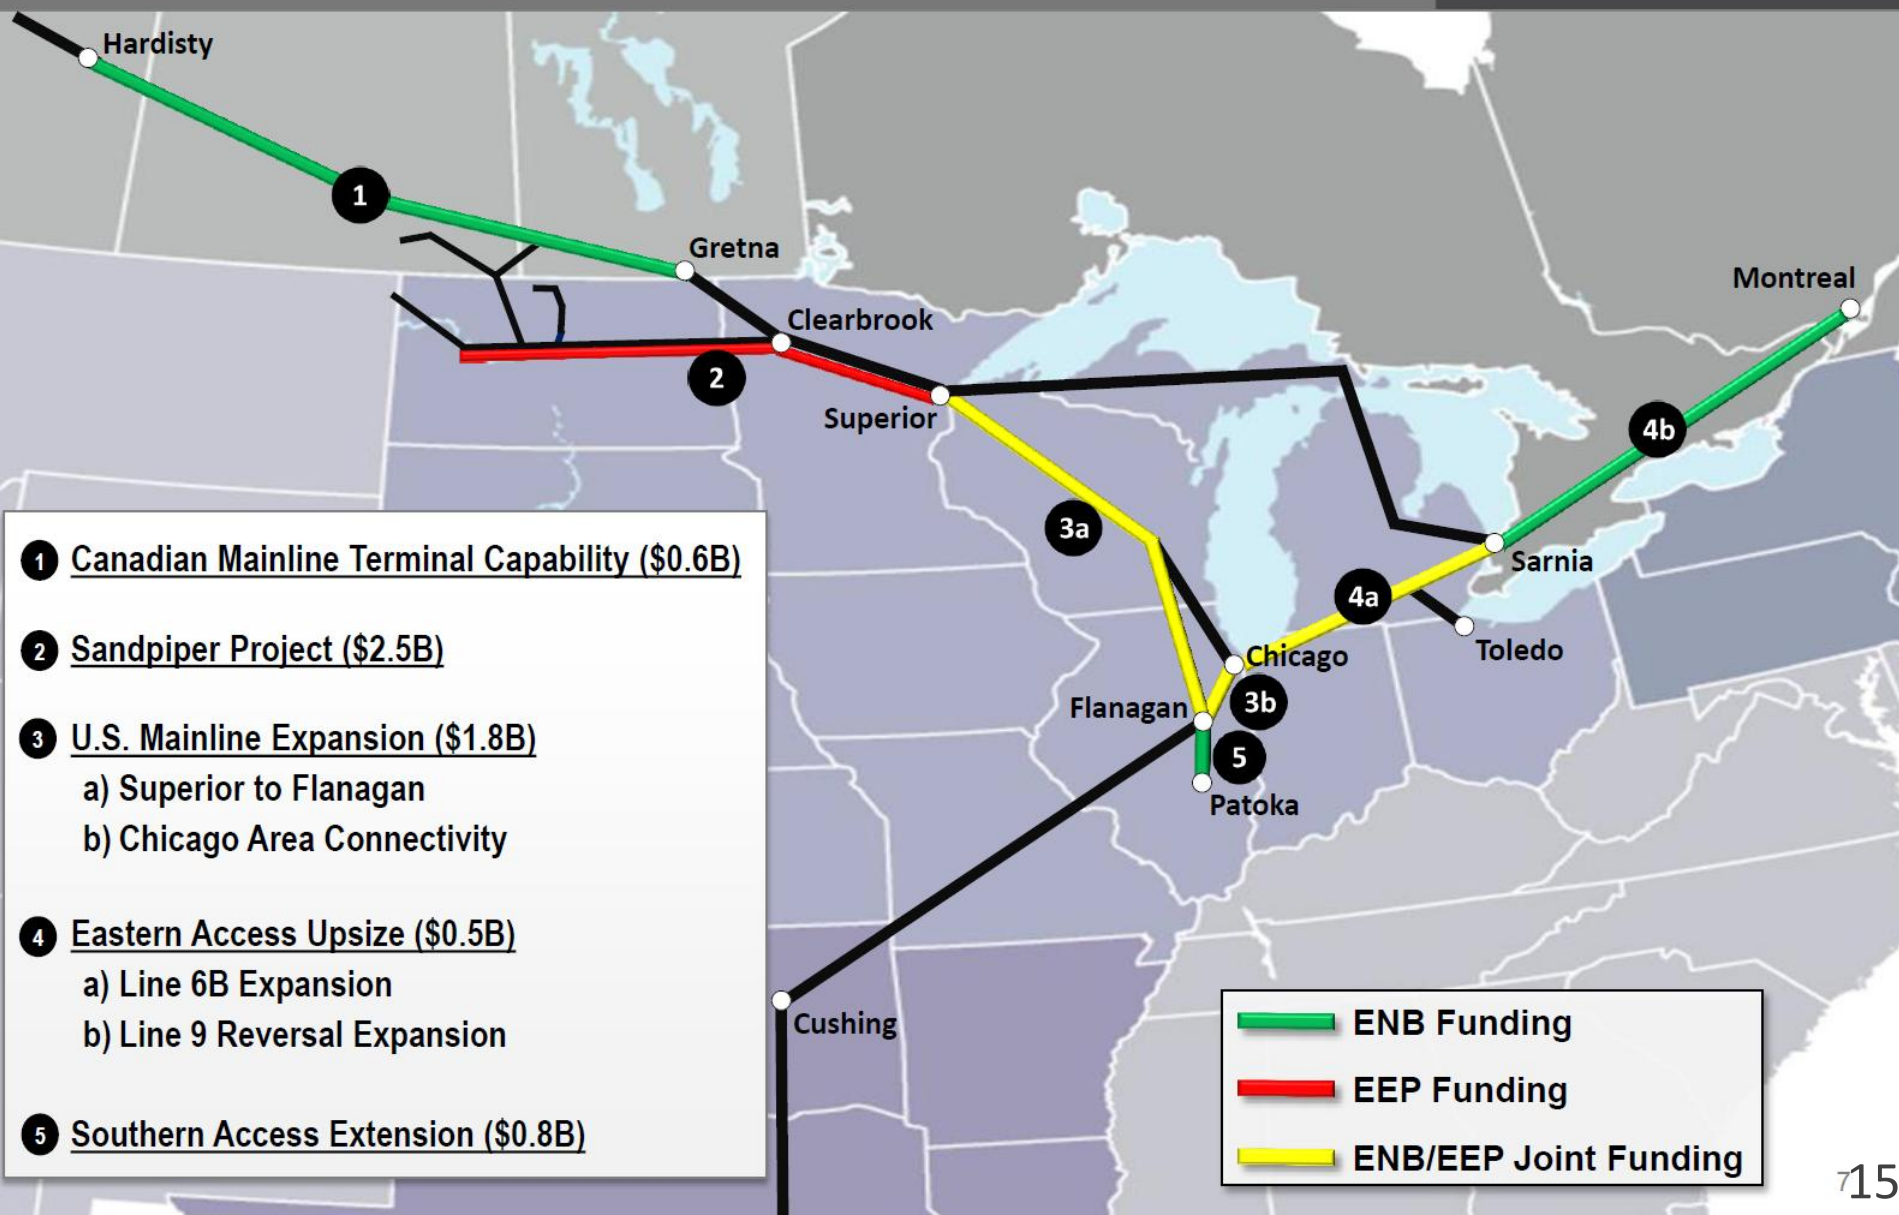 Hardisty
1
Gretna
Montreal
Clearbrook
2
Superior
4b
3a
Sarnia
4a
Toledo
Chicago
3b
Flanagan
5
Patoka
Cushing
1 Canadian Mainline Terminal Capability ($0.6B)
2 Sandpiper Project ($2.5B)
3 U.S. Mainline Expansion ($1.8B)
a) Superior to Flanagan
b) Chicago Area Connectivity
4 Eastern Access Upsize ($0.5B)
a) Line 6B Expansion
b) Line 9 Reversal Expansion
5 Southern Access Extension ($0.8B)
ENB Funding
EEP Funding
ENB/EEP Joint Funding
7
15